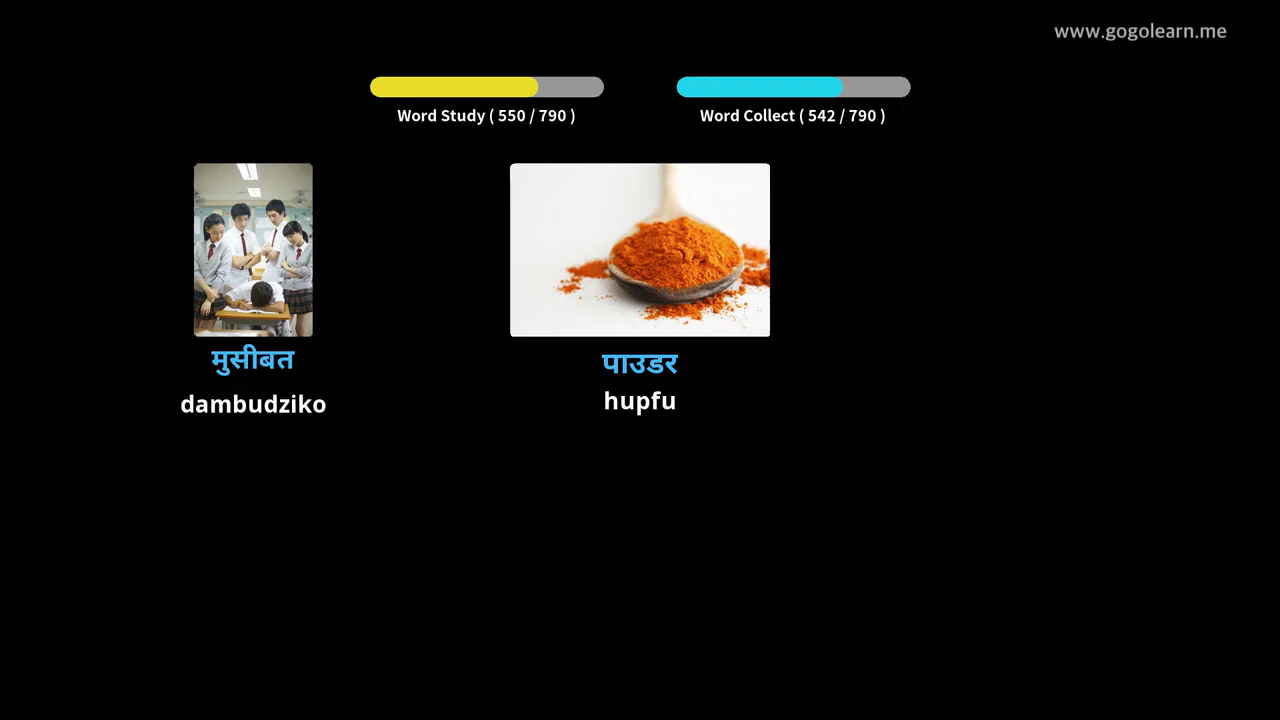 www.gogolearn.me
Word Study ( 550 / 790 )
Word Collect ( 542 / 790 )
मुसीबत
dambudziko
पाउडर
hupfu